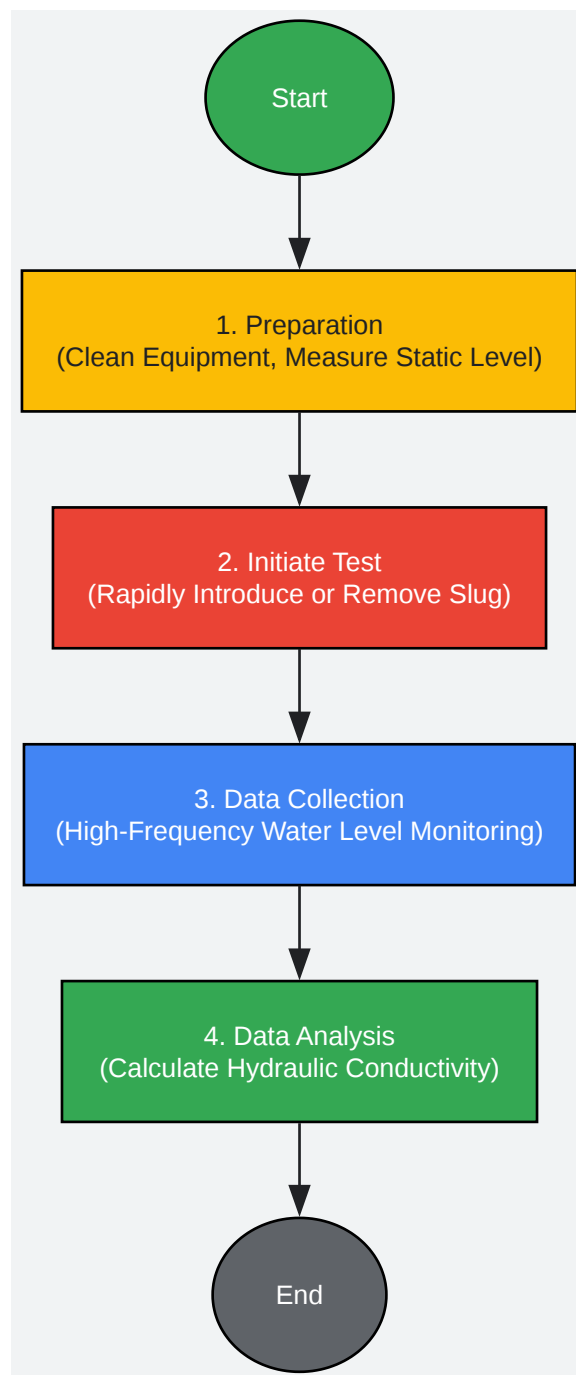 Start
1. Preparation
(Clean Equipment, Measure Static Level)
2. Initiate Test
(Rapidly Introduce or Remove Slug)
3. Data Collection
(High-Frequency Water Level Monitoring)
4. Data Analysis
(Calculate Hydraulic Conductivity)
End